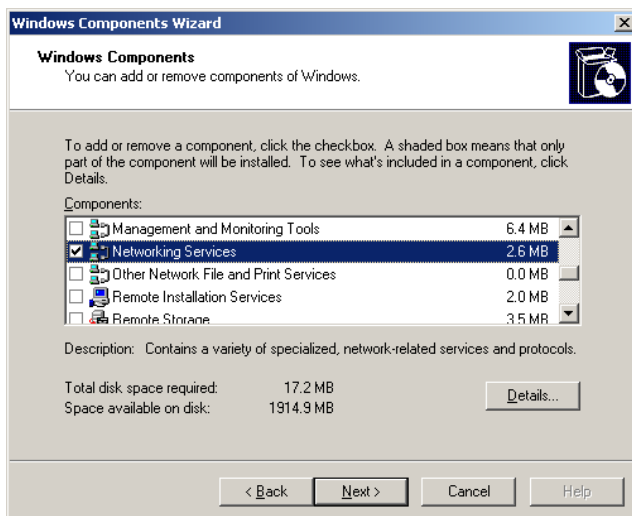 Windows Components Wizard
Windows Components
You can add or remove components of Windows.
To add or remove a component, click the checkbox. A shaded box means that only
part of the component will be installed. To see what's included in a component, click
Details.
Components:
Management and Monitoring Tools 6.4 MB
Networking Services 2.6 MB
Other Network File and Print Services 0.0 MB
Remote Installation Services 2.0 MB
Remote Storage 3.5 MB
Description: Contains a variety of specialized, network-related services and protocols.
Total disk space required: 17.2 MB
Space available on disk: 1914.9 MB
Details...
< Back Next > Cancel Help